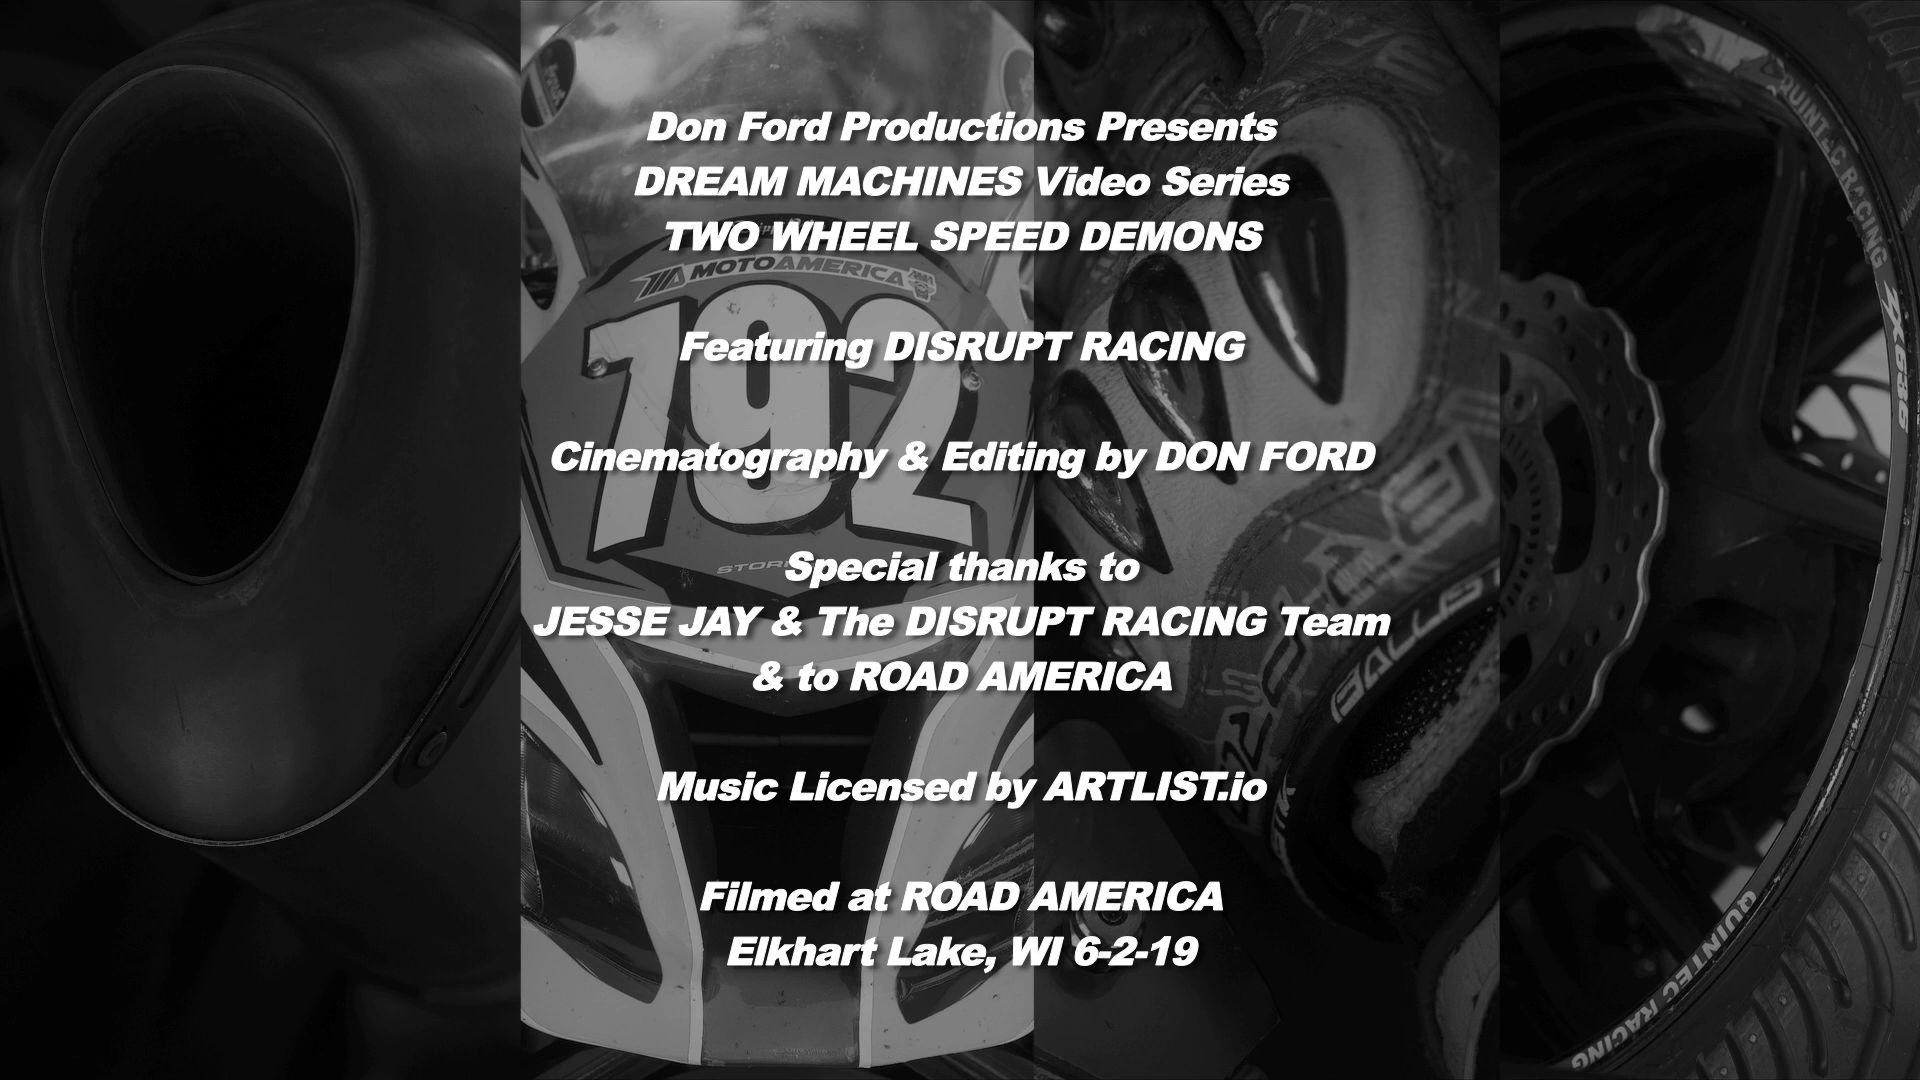 Don Ford Productions Presents
DREAM MACHINES Video Series
TWO WHEEL SPEED DEMONS
MOTOAMERICA
192
Featuring DISRUPT RACING
Cinematography & Editing by DON FORD
Special thanks to
JESSE JAY & The DISRUPT RACING Team
& to ROAD AMERICA
Music Licensed by ARTLIST.io
Filmed at ROAD AMERICA
Elkhart Lake, WI 6-2-19
QUINTEC RACING
ZX636
QUINTEC RACING